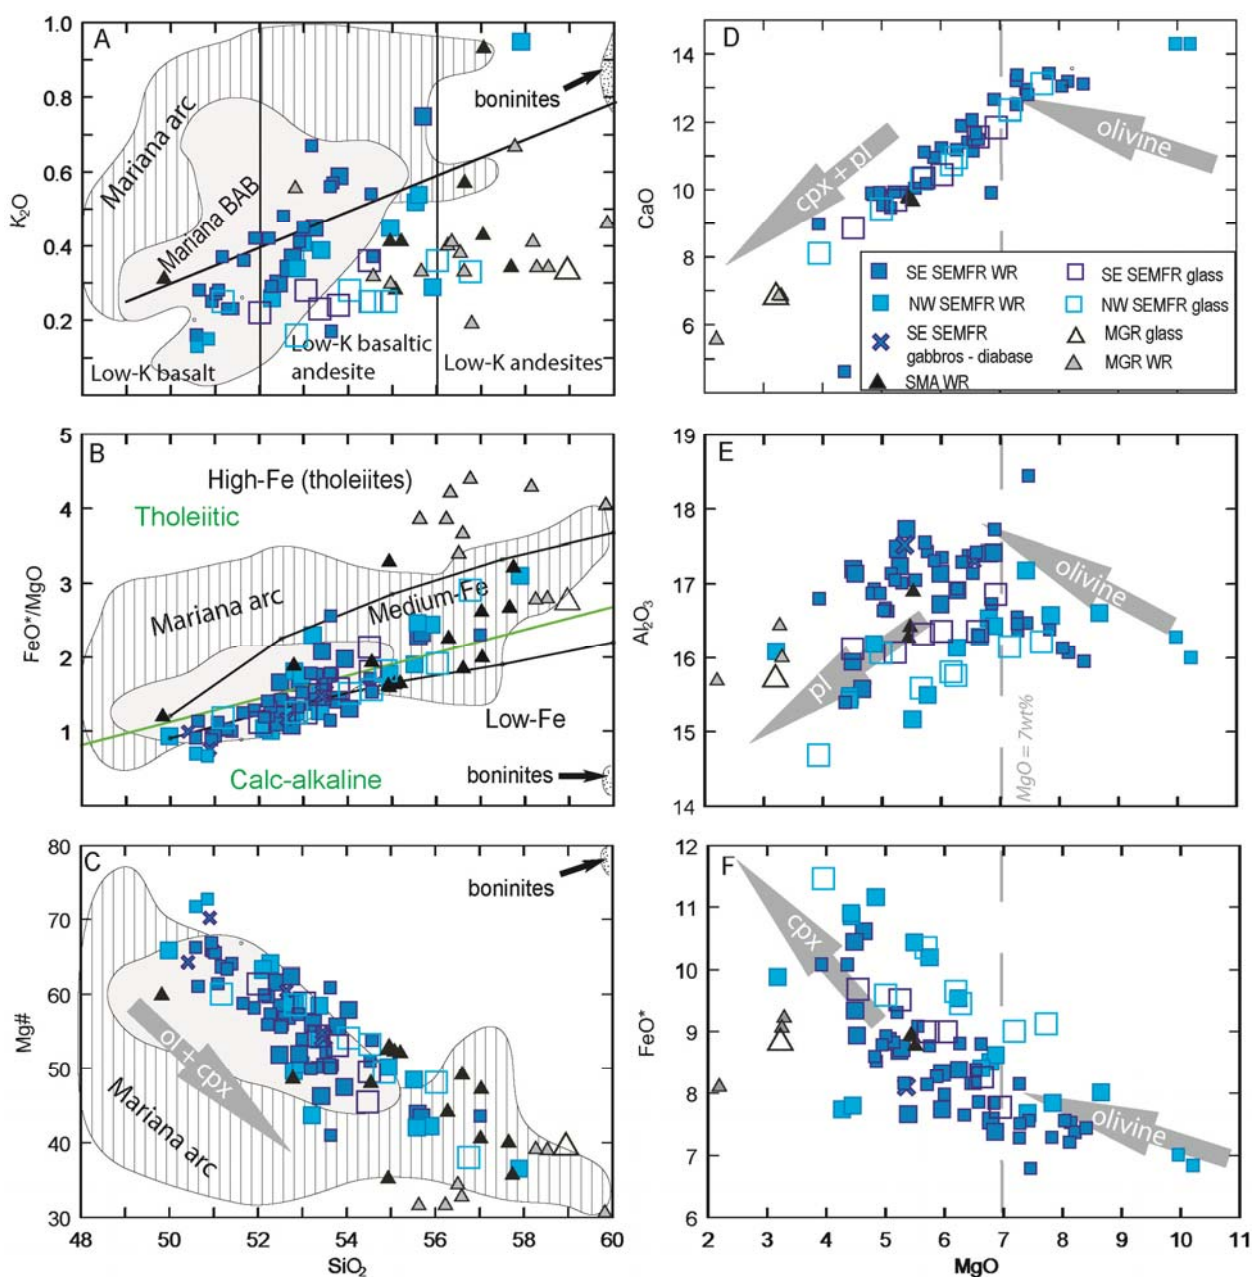 A
1.0
0.8
0.6
0.4
0.2
K2O
Mariana arc
Mariana BAB
boninites
Low-K basalt
Low-K basaltic
andesite
Low-K andesites
B
5
4
3
2
1
FeO*/MgO
High-Fe (tholeiites)
Tholeiitic
Mariana arc
Medium-Fe
Low-Fe
Calc-alkaline
boninites
C
80
70
60
50
40
30
Mg#
boninites
ol + cpx
Mariana arc
48 50 52 54 56 58 60
SiO2
D
14
12
10
8
6
CaO
cpx + pl
olivine
SE SEMFR WR
NW SEMFR WR
SE SEMFR
gabbros - diabase
SMA WR
SE SEMFR glass
NW SEMFR glass
MGR glass
MGR WR
E
19
18
17
16
15
14
Al2O3
olivine
pl
MgO = 7wt%
F
12
11
10
9
8
7
6
FeO*
cpx
olivine
2 3 4 5 6 7 8 9 10 11
MgO